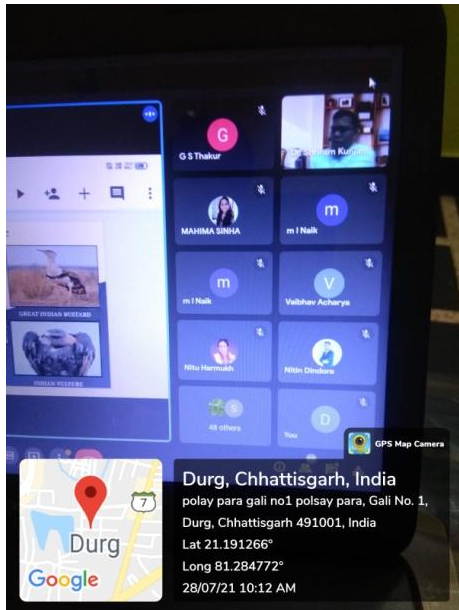 G
G S Thakur
MAHIMA SINHA
m
m I Naik
m
m I Naik
V
Vaibhav Acharya
Nitu Harmukh
Nitin Dindore
S
48 others
D
You
GREAT INDIAN BUSTARD
INDIAN VULTURE
GPS Map Camera
7
Durg
Google
Durg, Chhattisgarh, India
polay para gali no1 polsay para, Gali No. 1,
Durg, Chhattisgarh 491001, India
Lat 21.191266°
Long 81.284772°
28/07/21 10:12 AM